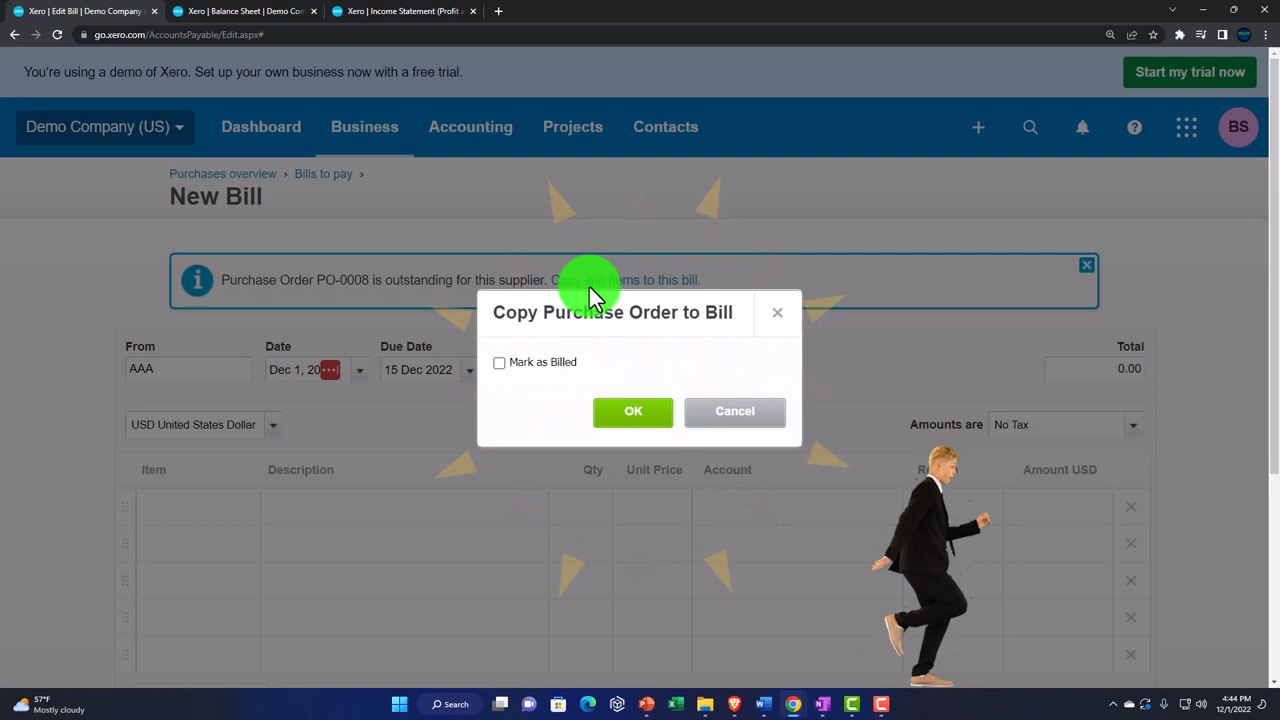 Xero | Edit Bill | Demo Company
Xero | Balance Sheet | Demo Com
Xero | Income Statement (Profit a
go.xero.com/AccountsPayable/Edit.aspx#
You're using a demo of Xero. Set up your own business now with a free trial.
Start my trial now
Demo Company (US)
Dashboard
Business
Accounting
Projects
Contacts
BS
Purchases overview › Bills to pay ›
New Bill
Purchase Order PO-0008 is outstanding for this supplier. Copy line items to this bill.
Copy Purchase Order to Bill
Mark as Billed
OK
Cancel
From
Date
Due Date
Total
AAA
Dec 1, 20
15 Dec 2022
0.00
USD United States Dollar
Amounts are
No Tax
Item
Description
Qty
Unit Price
Account
Amount USD
57°F
Mostly cloudy
Search
4:44 PM
12/1/2022